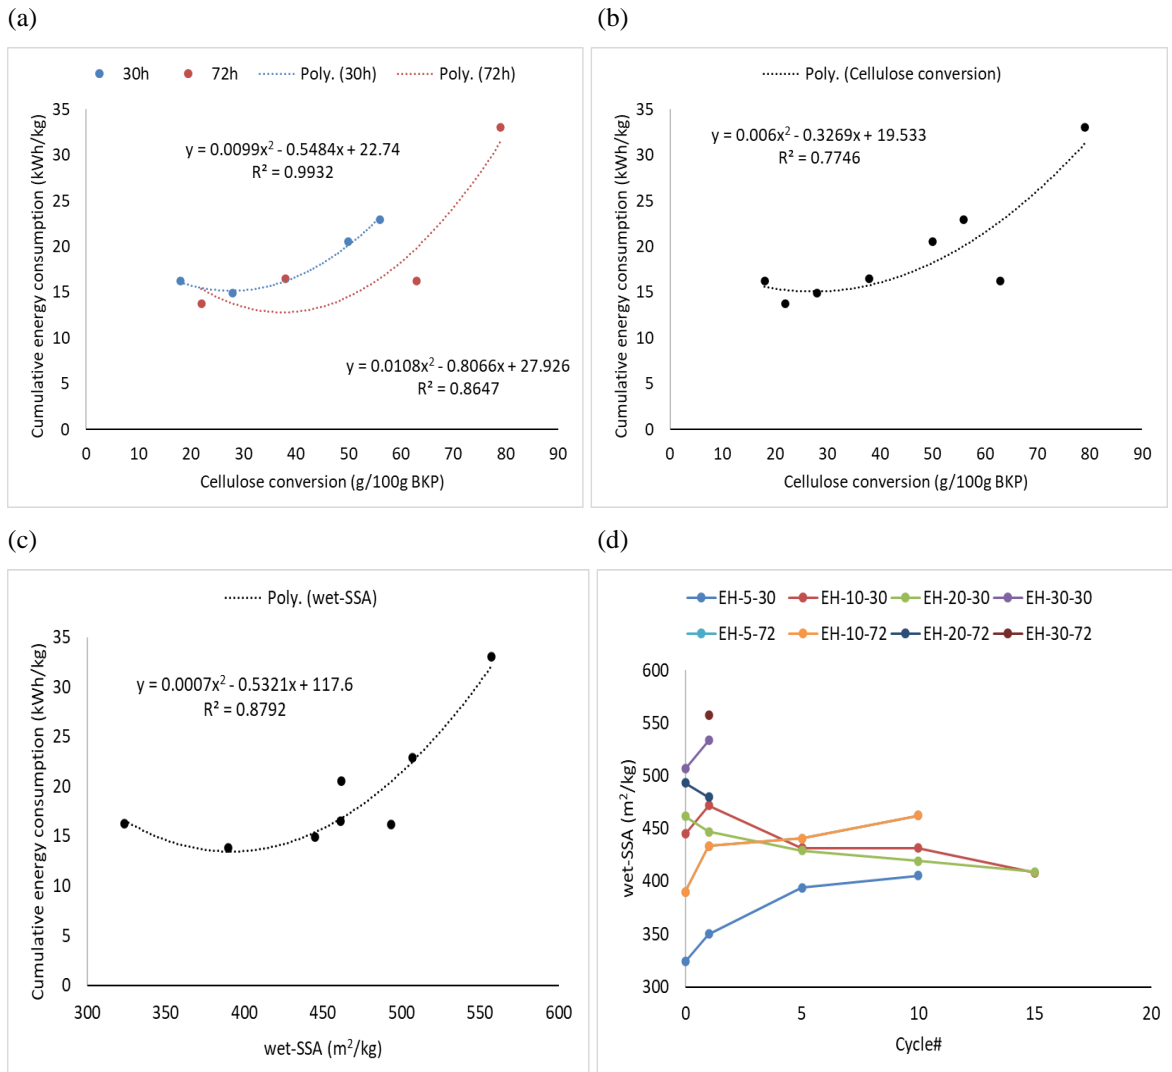 (a)
30h 72h Poly. (30h) Poly. (72h)
Cumulative energy consumption (kWh/kg)
35
30
25
20
15
10
5
0
y = 0.0099x² - 0.5484x + 22.74
R² = 0.9932
y = 0.0108x² - 0.8066x + 27.926
R² = 0.8647
0 10 20 30 40 50 60 70 80 90
Cellulose conversion (g/100g BKP)
(b)
Poly. (Cellulose conversion)
Cumulative energy consumption (kWh/kg)
35
30
25
20
15
10
5
0
y = 0.006x² - 0.3269x + 19.533
R² = 0.7746
0 10 20 30 40 50 60 70 80 90
Cellulose conversion (g/100g BKP)
(c)
Poly. (wet-SSA)
Cumulative energy consumption (kWh/kg)
35
30
25
20
15
10
5
0
y = 0.0007x² - 0.5321x + 117.6
R² = 0.8792
300 400 450 500 600
wet-SSA (m²/kg)
(d)
EH-5-30 EH-10-30 EH-20-30 EH-30-30
EH-5-72 EH-10-72 EH-20-72 EH-30-72
wet-SSA (m²/kg)
600
550
500
450
400
350
300
0 5 10 15 20
Cycle#